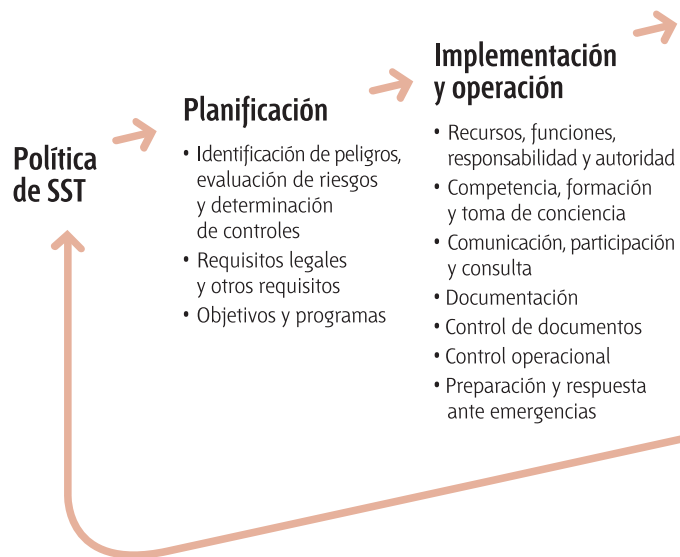 Política
de SST
Planificación
• Identificación de peligros,
evaluación de riesgos
y determinación
de controles
• Requisitos legales
y otros requisitos
• Objetivos y programas
Implementación
y operación
• Recursos, funciones,
responsabilidad y autoridad
• Competencia, formación
y toma de conciencia
• Comunicación, participación
y consulta
• Documentación
• Control de documentos
• Control operacional
• Preparación y respuesta
ante emergencias